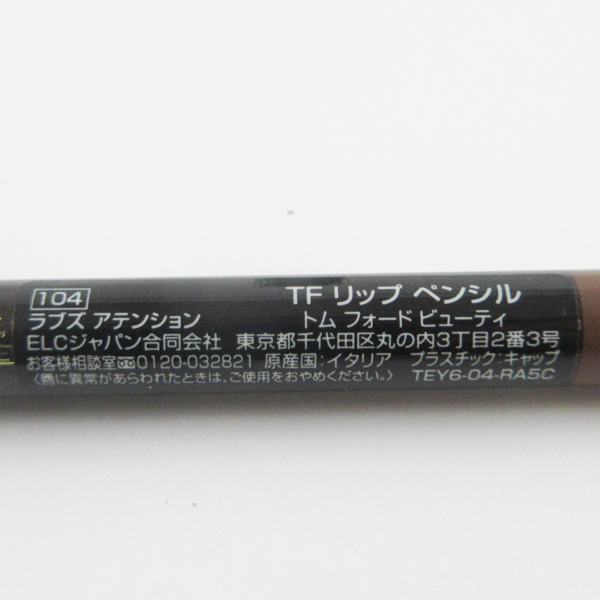 104 TF リップ ペンシル
ラブズ アテンション トム フォード ビューティ
ELCジャパン合同会社 東京都千代田区丸の内3丁目2番3号
お客様相談室 0120-032821 原産国:イタリア プラスチック:キャップ
〈唇に異常があらわれたときは、ご使用をおやめください。〉 TEY6-04-RA5C